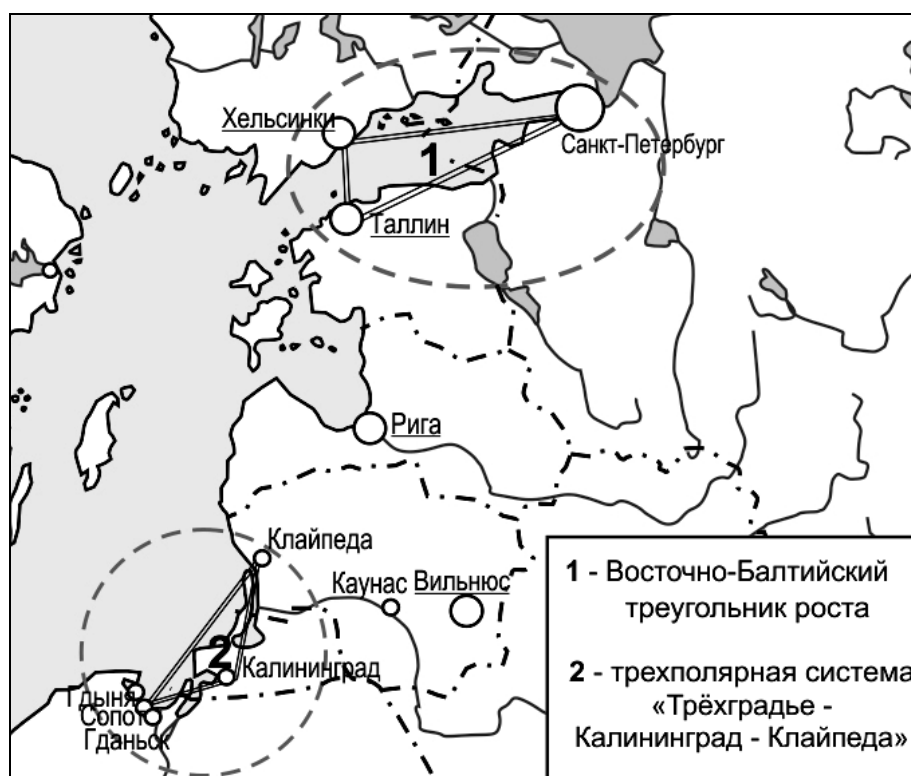 Хельсинки
Санкт-Петербург
1
Таллин
Рига
Клайпеда
Каунас
Вильнюс
2
Калининград
Гдыня
Сопот
Гданьск
1 - Восточно-Балтийский
треугольник роста
2 - трехполярная система
«Трёхградье -
Калининград - Клайпеда»